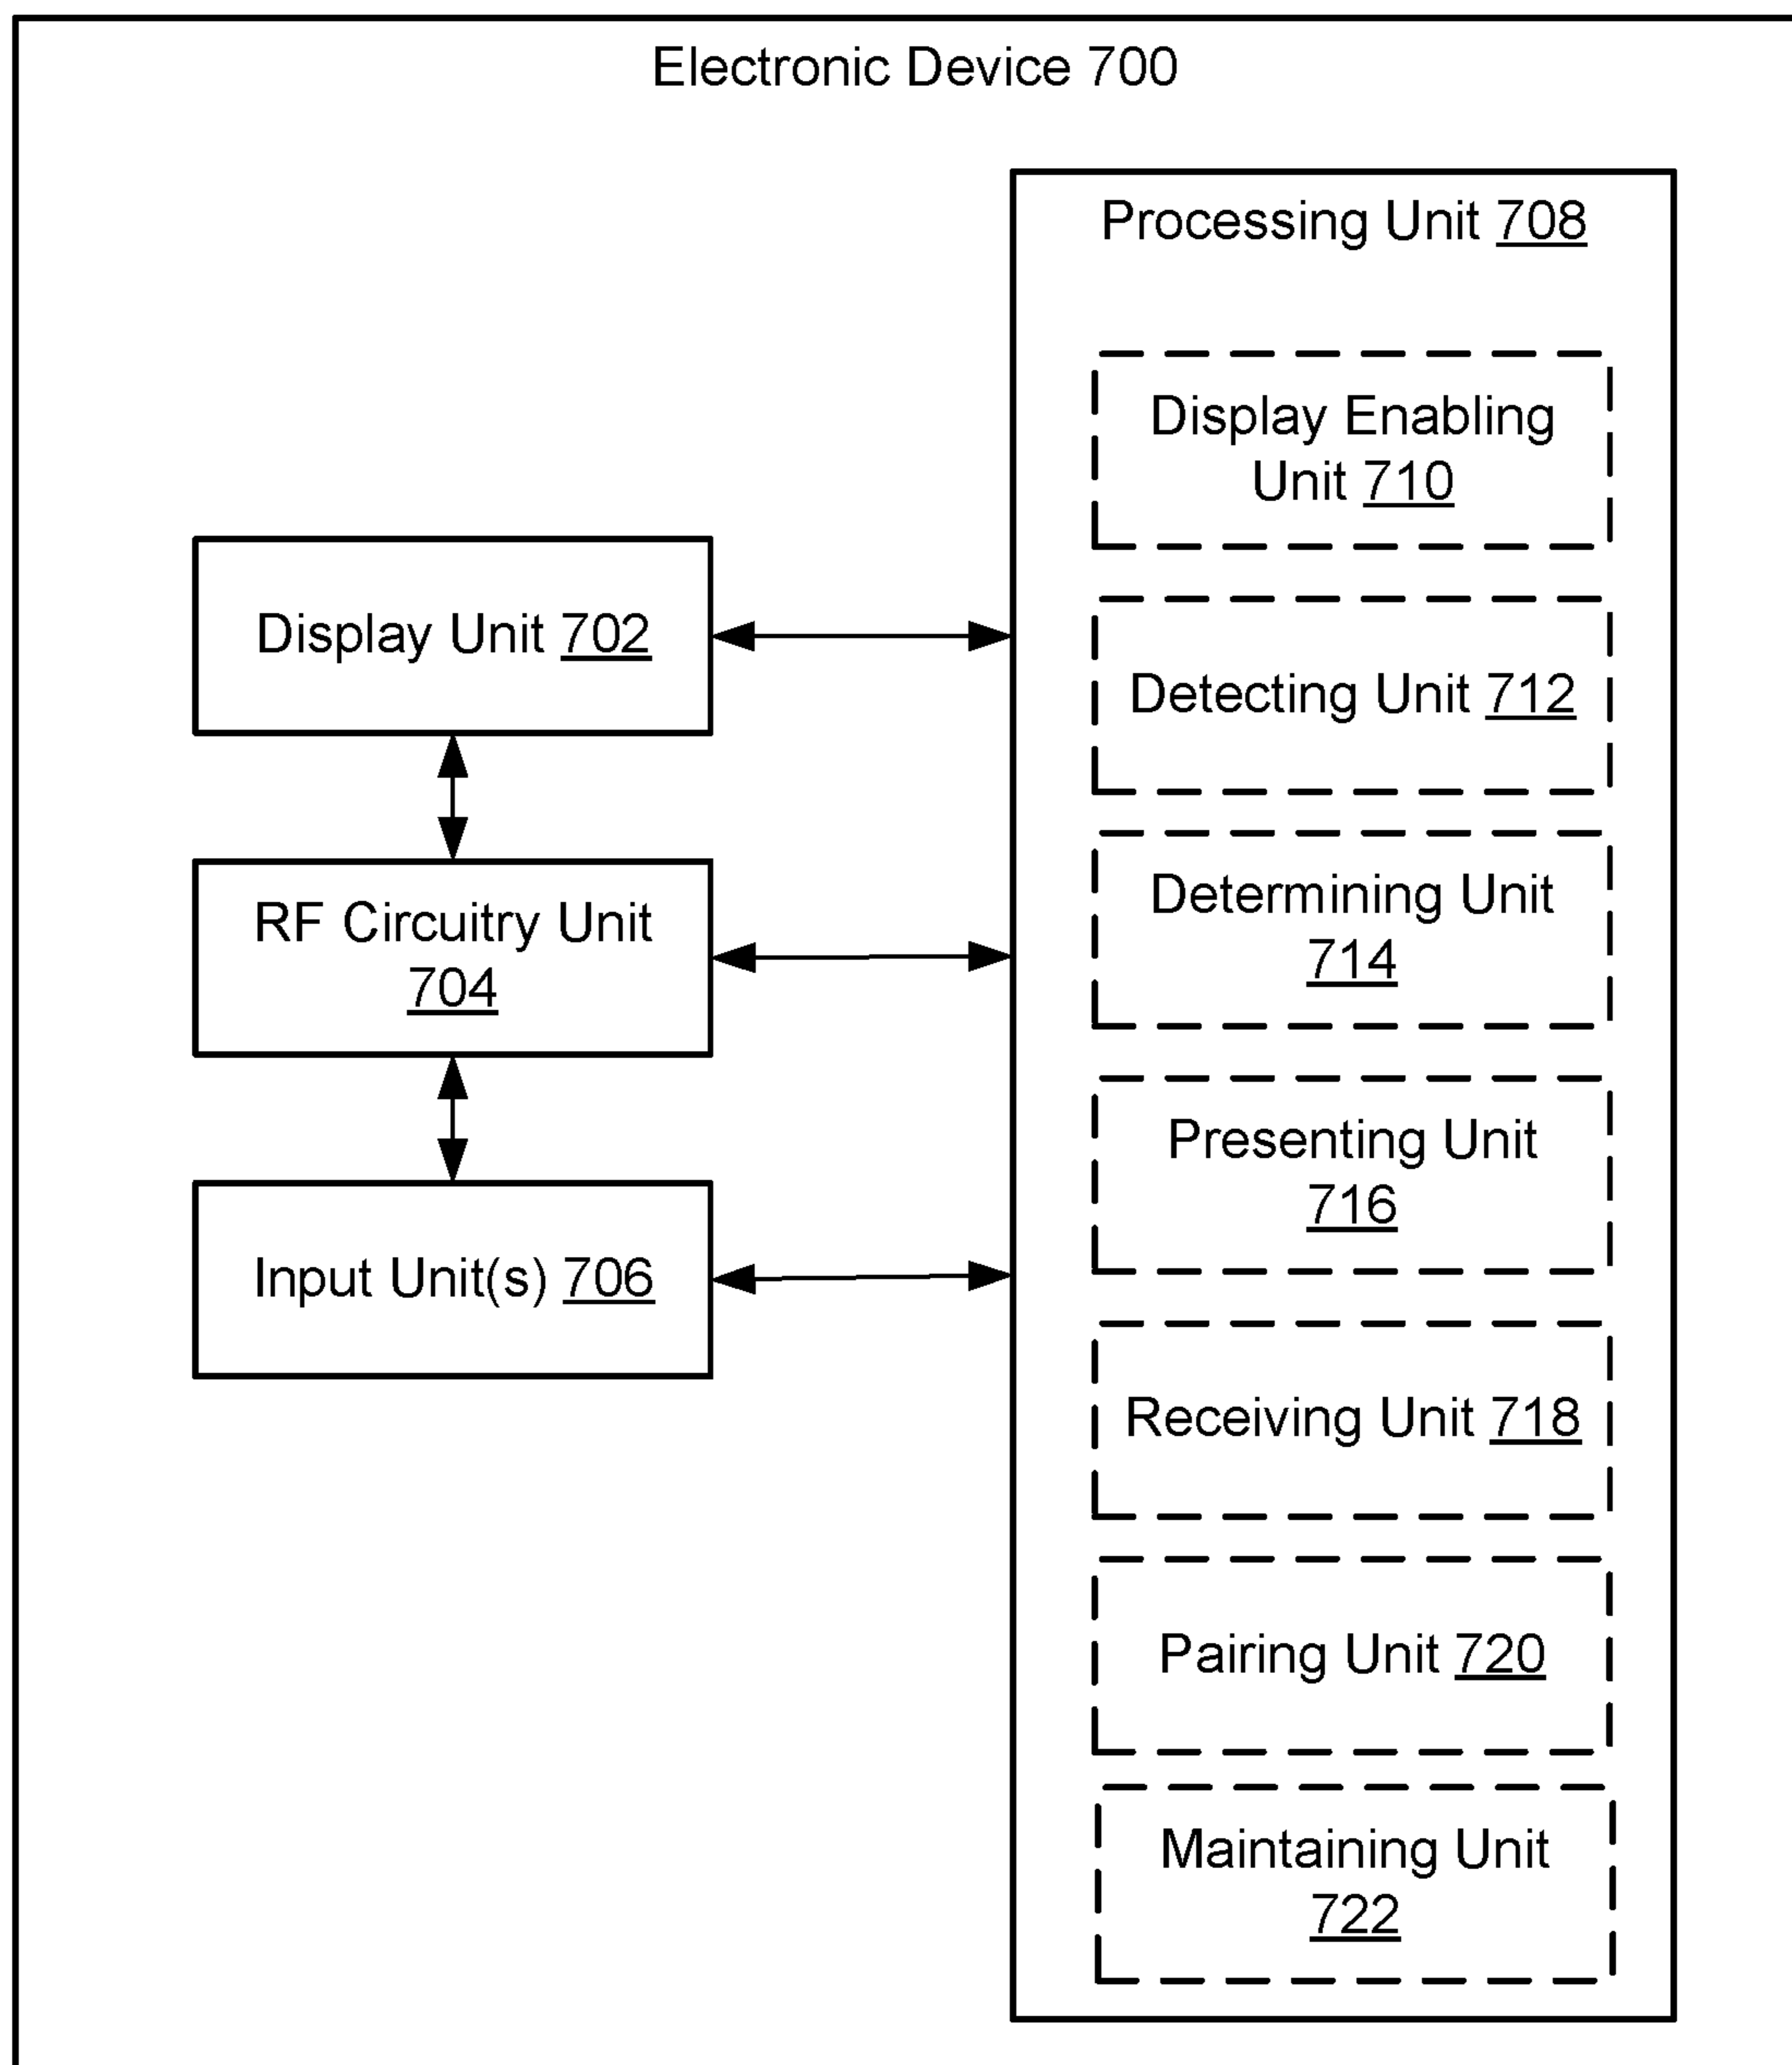 Electronic Device 700
Processing Unit 708
Display Enabling
Unit 710
Detecting Unit 712
Determining Unit
714
Presenting Unit
716
Receiving Unit 718
Pairing Unit 720
Maintaining Unit
722
Display Unit 702
RF Circuitry Unit
704
Input Unit(s) 706